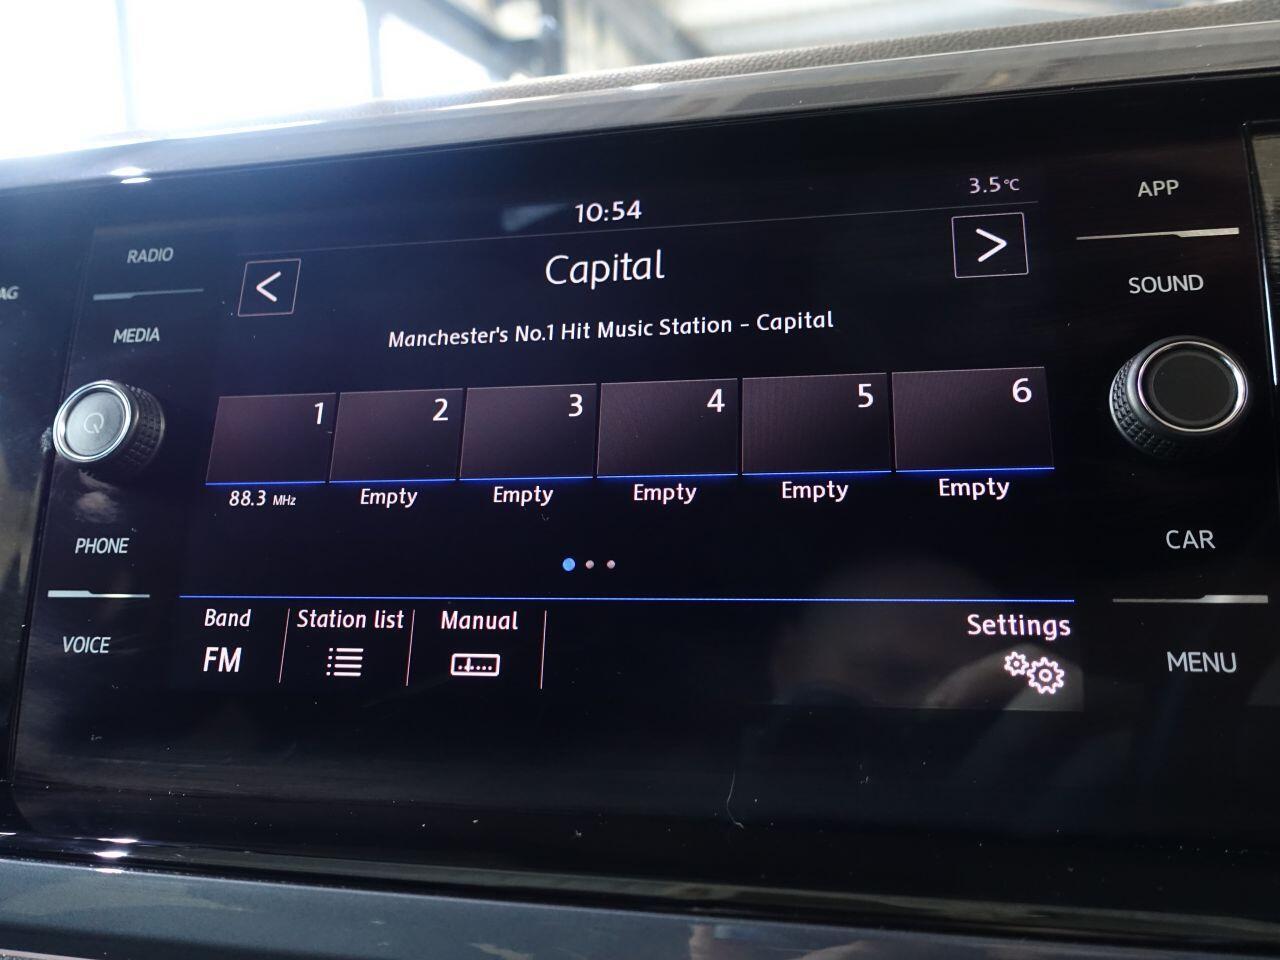 10:54
3.5°C
APP
RADIO
< Capital >
SOUND
MEDIA
Manchester's No.1 Hit Music Station - Capital
1 2 3 4 5 6
88.3 MHz Empty Empty Empty Empty Empty
PHONE
CAR
Band Station list Manual Settings
FM
VOICE
MENU